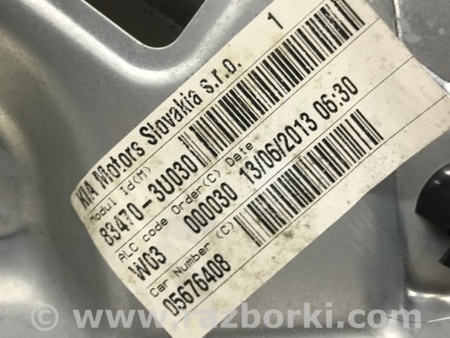 KIA Motors Slovakia s.r.o. 1
Modul Id(M)
83470-3U030
ALC code Order(C) Date
W03 000030 13/06/2013 06:30
Car Number (C)
05676408
www.razborki.com